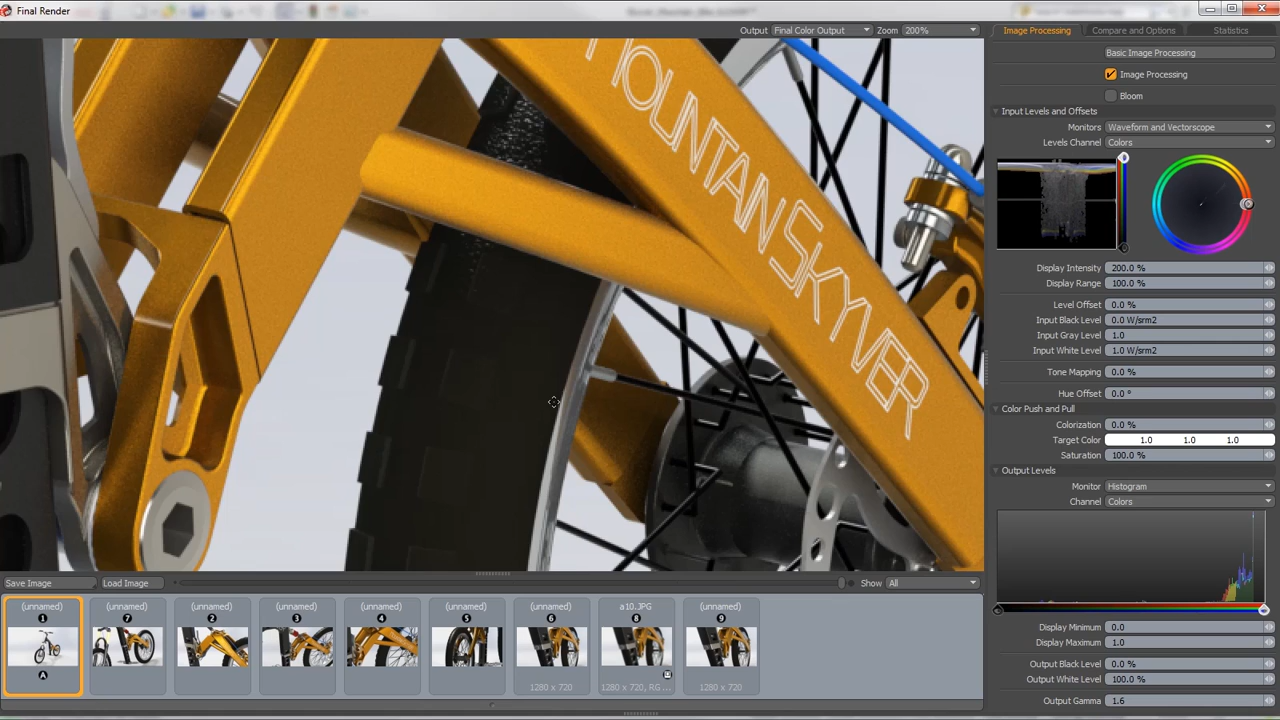 Final Render
Output Final Color Output Zoom 200%
Image Processing Compare and Options Statistics
Basic Image Processing
Image Processing
Bloom
Input Levels and Offsets
Monitors Waveform and Vectorscope
Levels Channel Colors
Display Intensity 200.0 %
Display Range 100.0 %
Level Offset 0.0 %
Input Black Level 0.0 W/srm2
Input Gray Level 1.0
Input White Level 1.0 W/srm2
Tone Mapping 0.0 %
Hue Offset 0.0 °
Color Push and Pull
Colorization 0.0 %
Target Color 1.0 1.0 1.0
Saturation 100.0 %
Output Levels
Monitor Histogram
Channel Colors
Display Minimum 0.0
Display Maximum 1.0
Output Black Level 0.0 %
Output White Level 100.0 %
Output Gamma 1.6
MOUNTAN SKYVER
Save Image Load Image Show All
(unnamed) (unnamed) (unnamed) (unnamed) (unnamed) (unnamed) (unnamed) a10.JPG (unnamed)
1 7 2 3 4 5 6 8 9
A
1280 x 720 1280 x 720, RG ... 1280 x 720